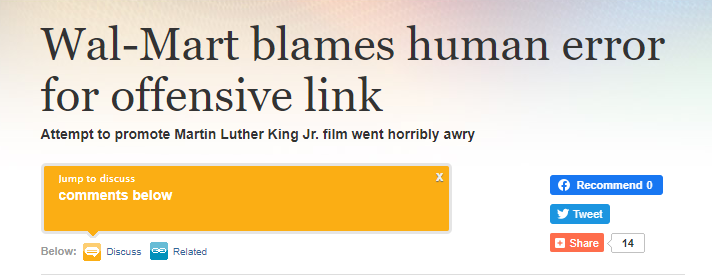 Wal-Mart blames human error
for offensive link
Attempt to promote Martin Luther King Jr. film went horribly awry
Jump to discuss x
comments below
Recommend 0
Tweet
Share 14
Below: Discuss Related